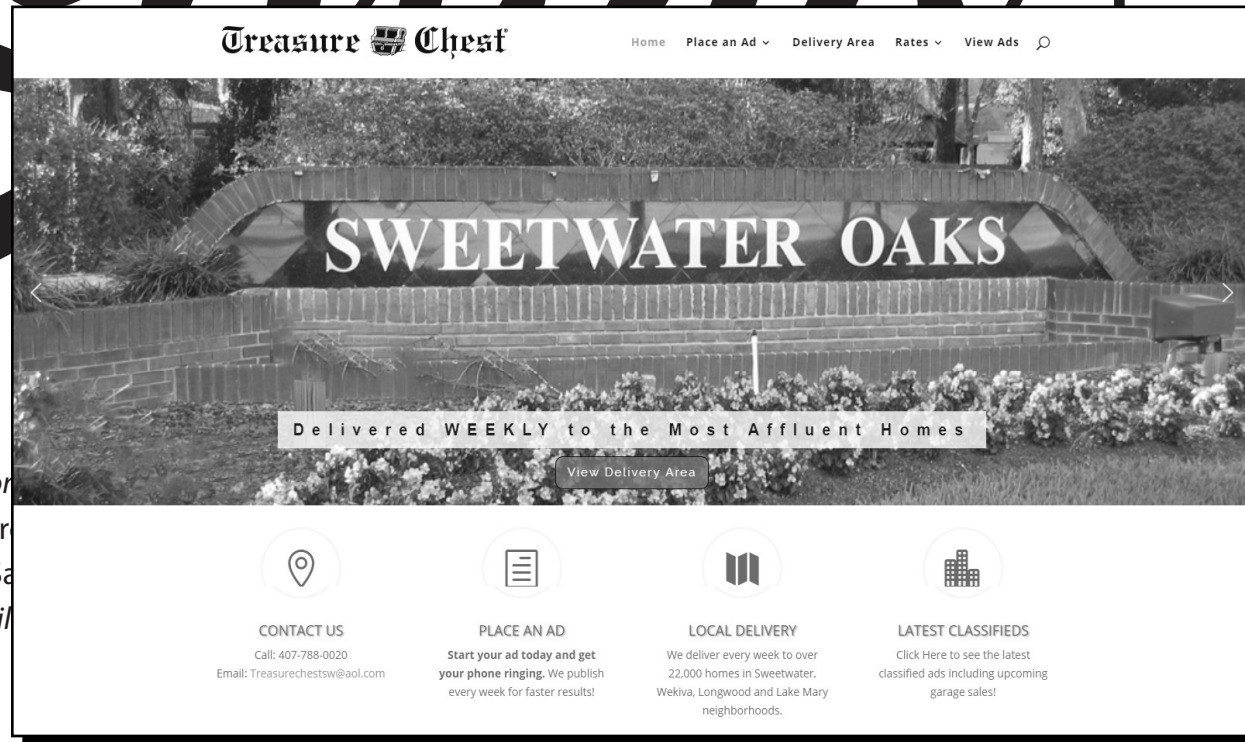 Treasure Chest
Home Place an Ad Delivery Area Rates View Ads
SWEETWATER OAKS
Delivered WEEKLY to the Most Affluent Homes
View Delivery Area
CONTACT US
Call: 407-788-0020
Email: Treasurechestsw@aol.com
PLACE AN AD
Start your ad today and get
your phone ringing. We publish
every week for faster results!
LOCAL DELIVERY
We deliver every week to over
22,000 homes in Sweetwater,
Wekiva, Longwood and Lake Mary
neighborhoods.
LATEST CLASSIFIEDS
Click Here to see the latest
classified ads including upcoming
garage sales!